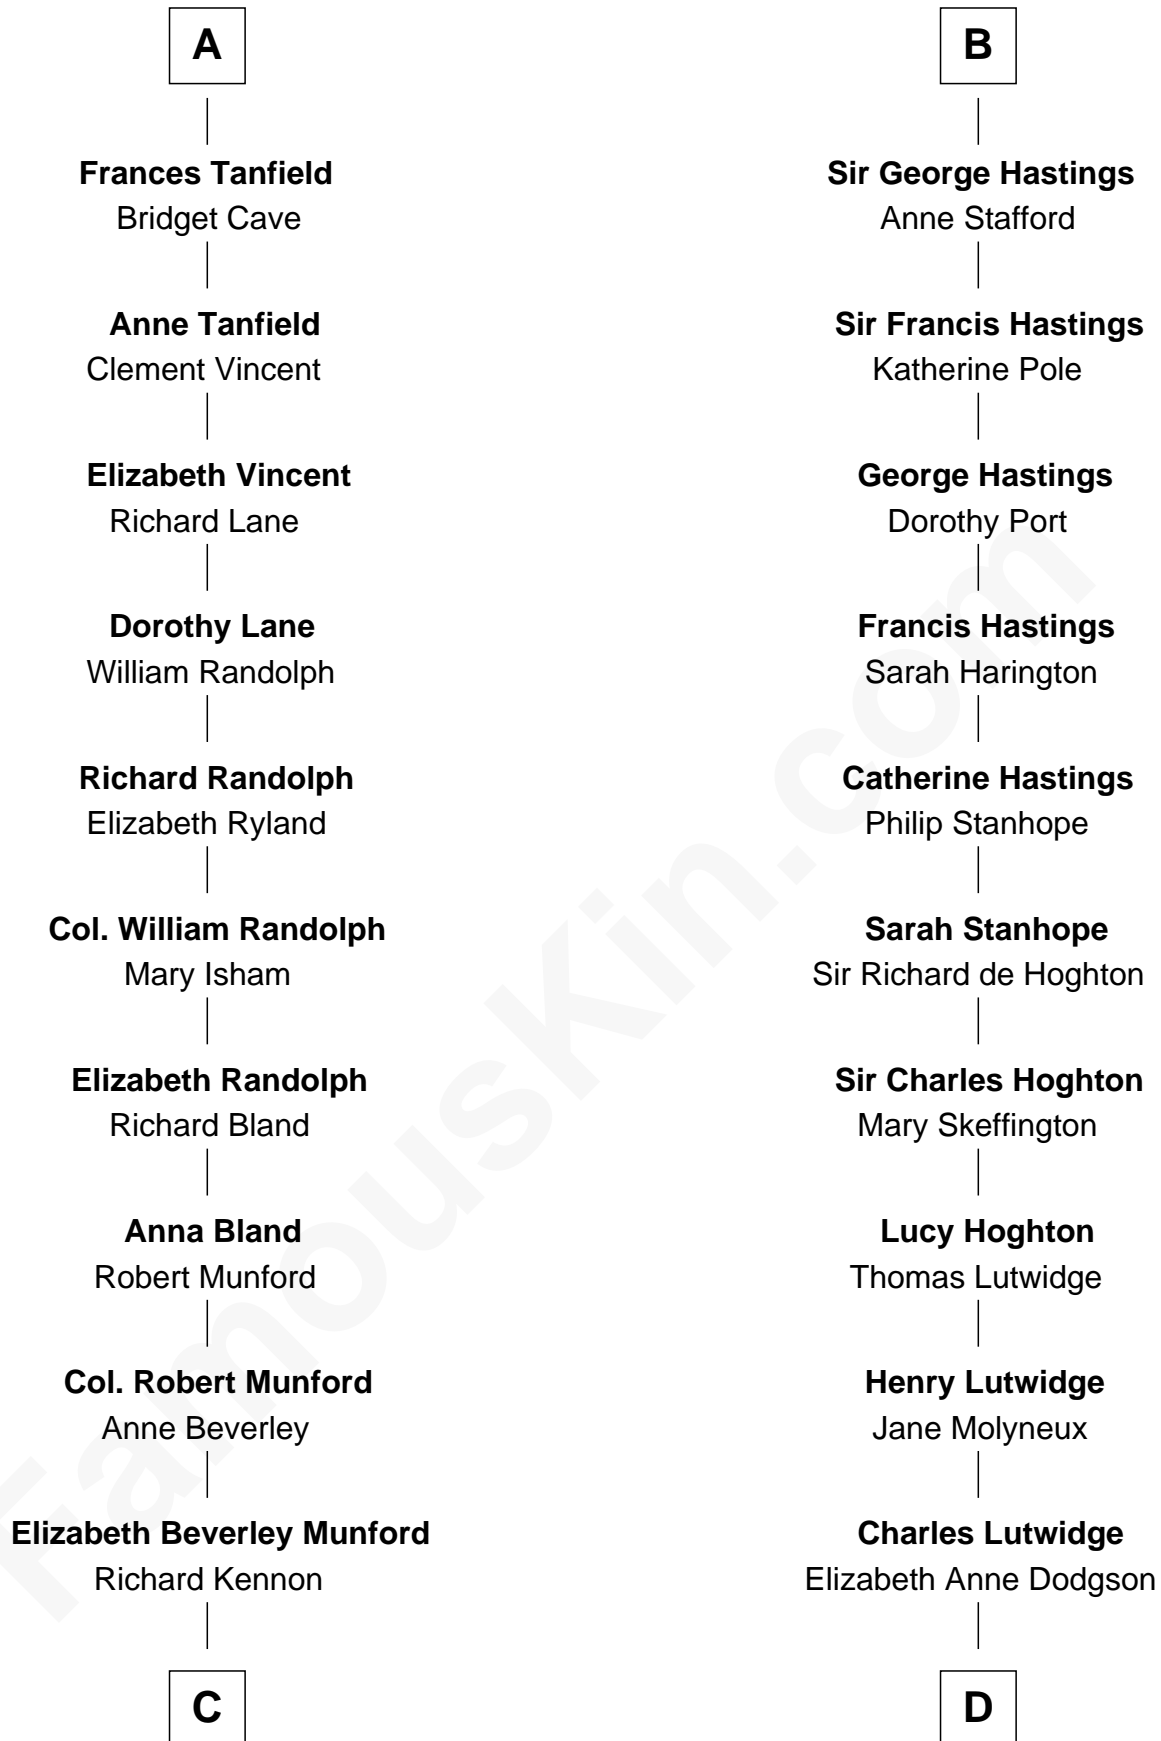 A
Frances Tanfield
Bridget Cave
Anne Tanfield
Clement Vincent
Elizabeth Vincent
Richard Lane
Dorothy Lane
William Randolph
Richard Randolph
Elizabeth Ryland
Col. William Randolph
Mary Isham
Elizabeth Randolph
Richard Bland
Anna Bland
Robert Munford
Col. Robert Munford
Anne Beverley
Elizabeth Beverley Munford
Richard Kennon
C
B
Sir George Hastings
Anne Stafford
Sir Francis Hastings
Katherine Pole
George Hastings
Dorothy Port
Francis Hastings
Sarah Harington
Catherine Hastings
Philip Stanhope
Sarah Stanhope
Sir Richard de Hoghton
Sir Charles Hoghton
Mary Skeffington
Lucy Hoghton
Thomas Lutwidge
Henry Lutwidge
Jane Molyneux
Charles Lutwidge
Elizabeth Anne Dodgson
D
FamousKin.com